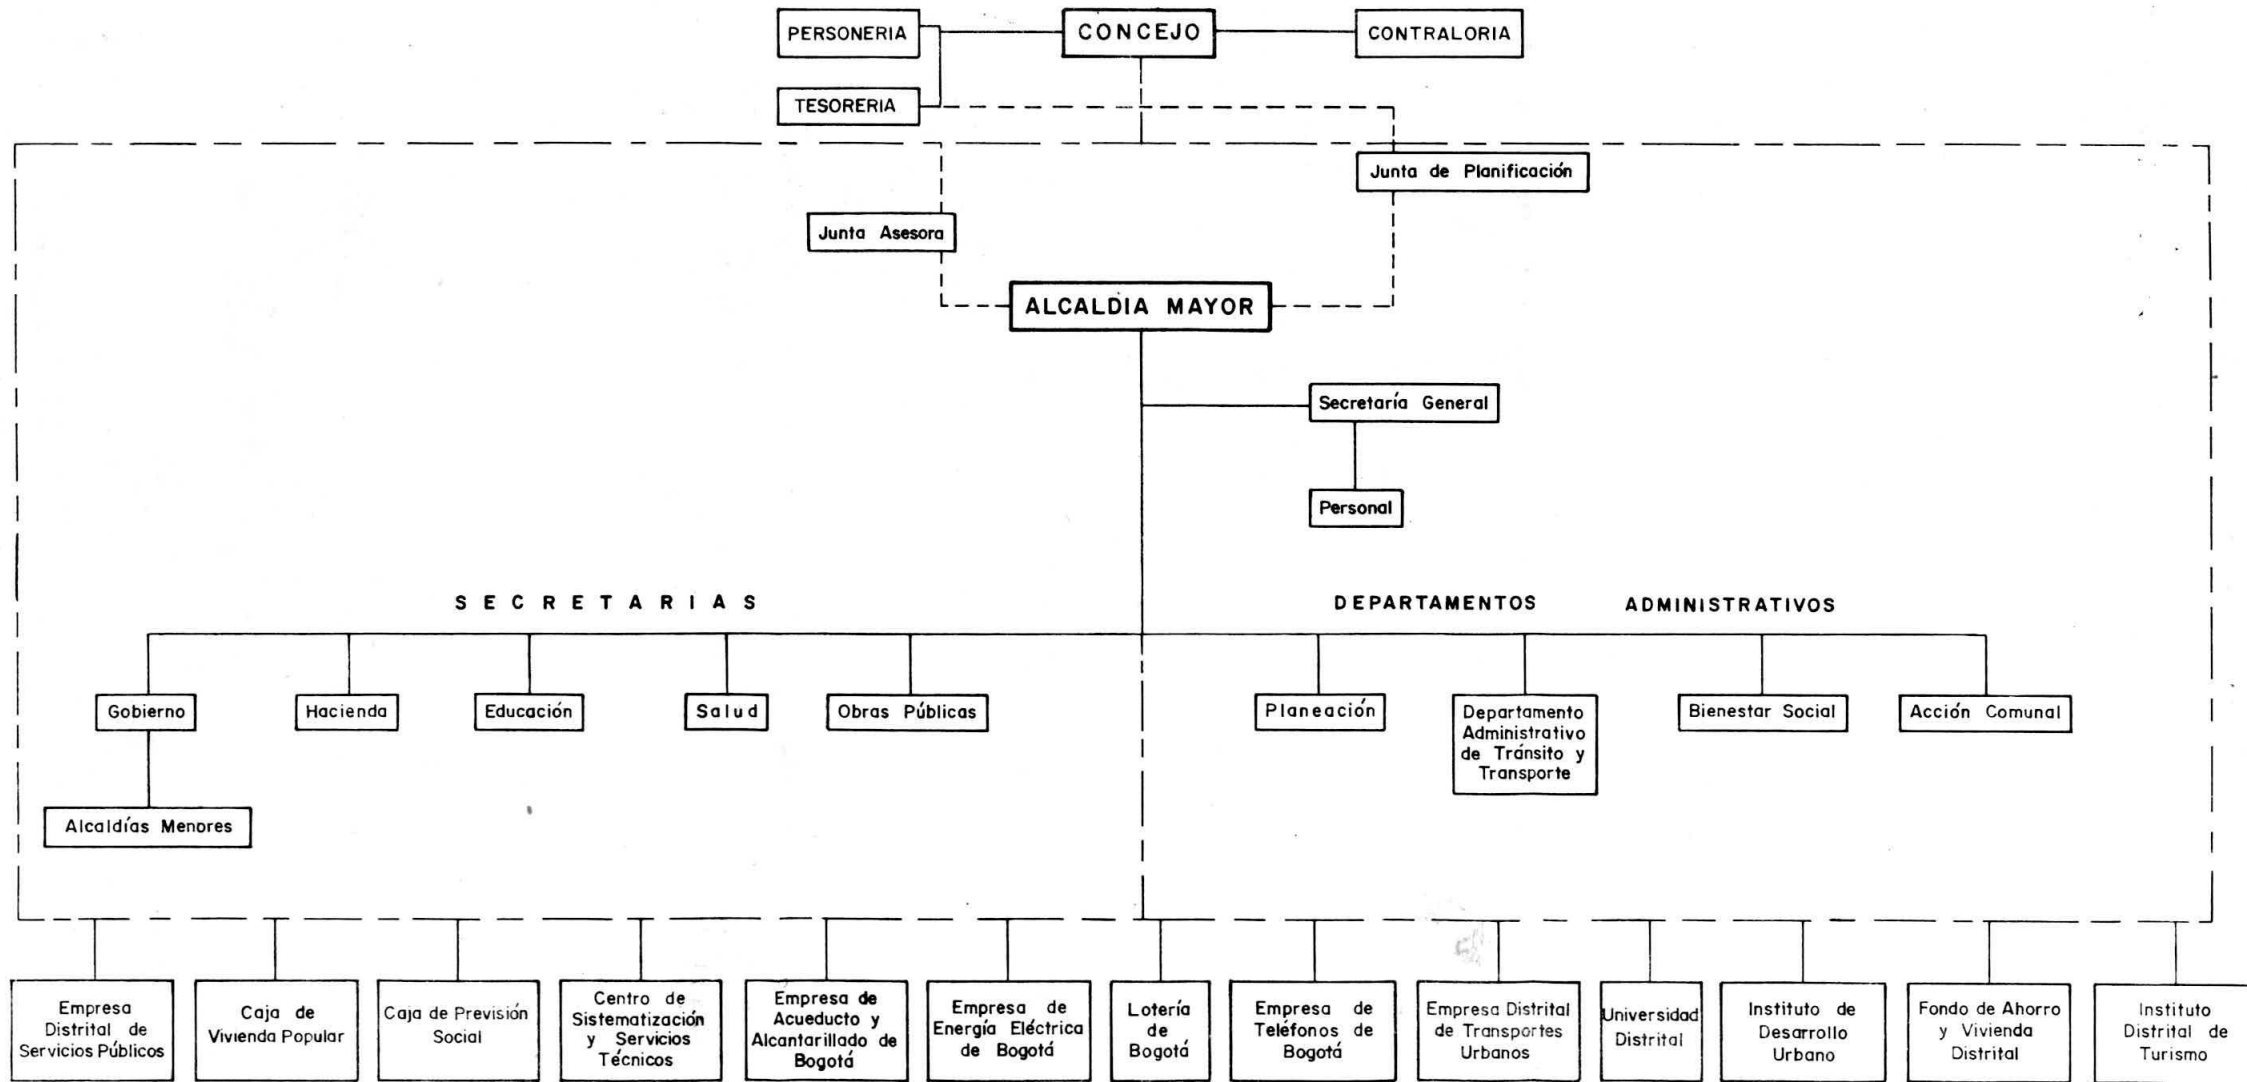 PERSONERIA
CONCEJO
CONTRALORIA
TESORERIA
Junta de Planificación
Junta Asesora
ALCALDIA MAYOR
Secretaría General
Personal
SECRETARIAS
DEPARTAMENTOS ADMINISTRATIVOS
Gobierno
Hacienda
Educación
Salud
Obras Públicas
Planeación
Departamento
Administrativo
de Tránsito y
Transporte
Bienestar Social
Acción Comunal
Alcaldías Menores
Empresa
Distrital de
Servicios Públicos
Caja de
Vivienda Popular
Caja de Previsión
Social
Centro de
Sistematización
y Servicios
Técnicos
Empresa de
Acueducto y
Alcantarillado de
Bogotá
Empresa de
Energía Eléctrica
de Bogotá
Lotería
de
Bogotá
Empresa de
Teléfonos de
Bogotá
Empresa Distrital
de Transportes
Urbanos
Universidad
Distrital
Instituto de
Desarrollo
Urbano
Fondo de Ahorro
y Vivienda
Distrital
Instituto
Distrital de
Turismo